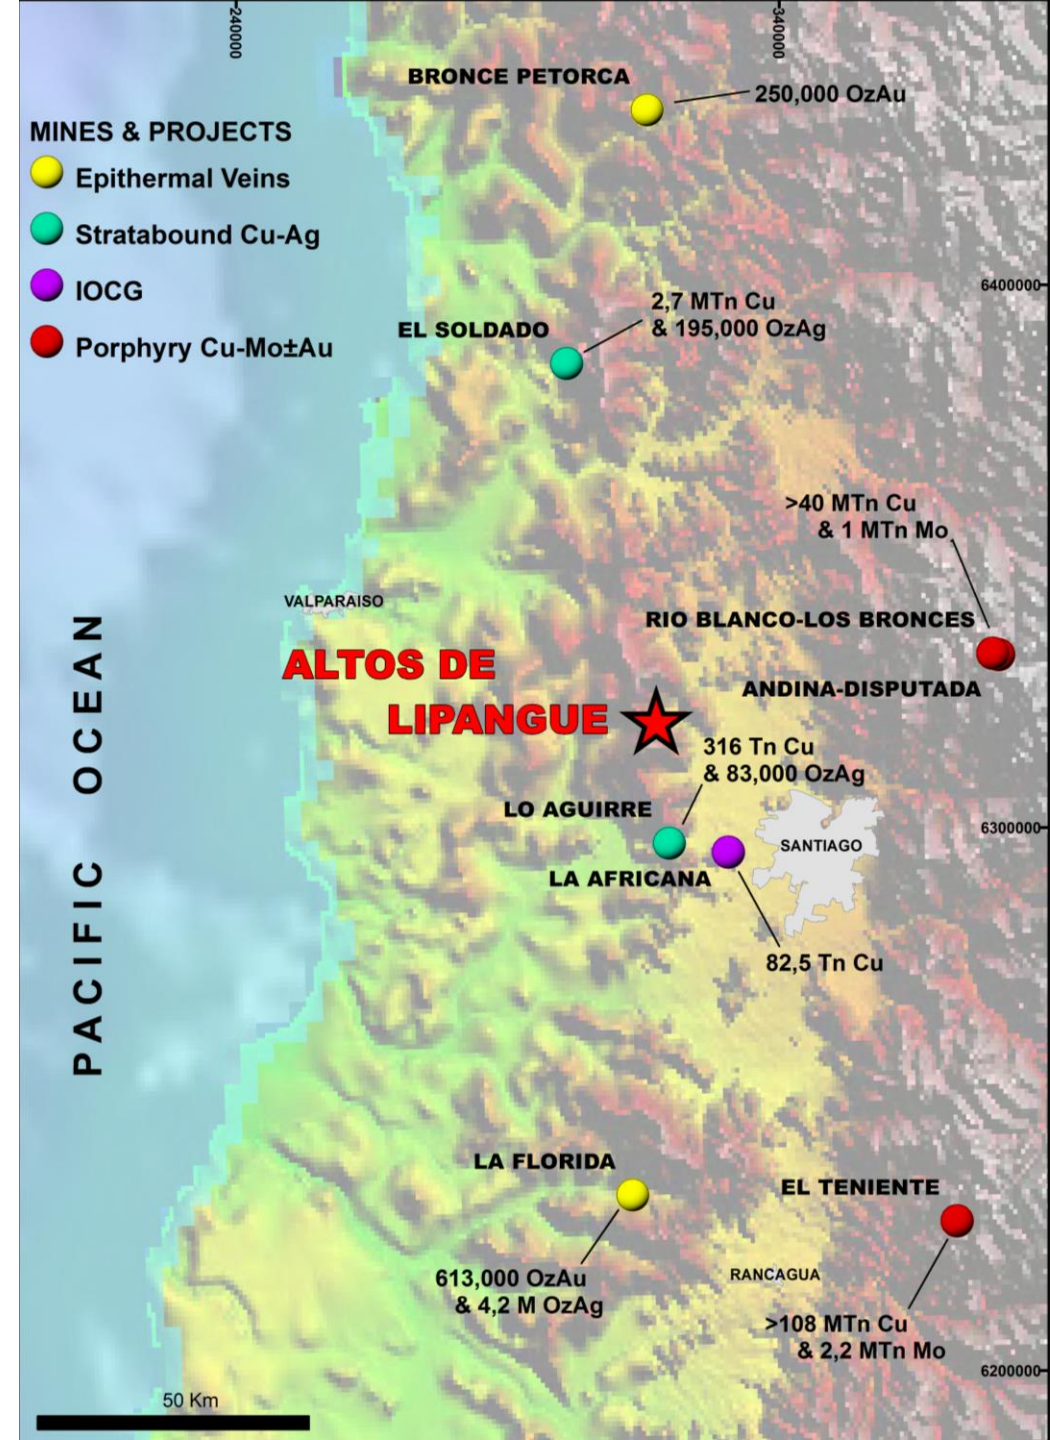 240000
340000
BRONCE PETORCA
250,000 OzAu
MINES & PROJECTS
Epithermal Veins
Stratabound Cu-Ag
IOCG
Porphyry Cu-Mo±Au
6400000
2,7 MTn Cu
& 195,000 OzAg
EL SOLDADO
>40 MTn Cu
& 1 MTn Mo
VALPARAISO
RIO BLANCO-LOS BRONCES
ANDINA-DISPUTADA
ALTOS DE
LIPANGUE
316 Tn Cu
& 83,000 OzAg
LO AGUIRRE
6300000
SANTIAGO
LA AFRICANA
82,5 Tn Cu
PACIFIC OCEAN
LA FLORIDA
EL TENIENTE
613,000 OzAu
& 4,2 M OzAg
RANCAGUA
>108 MTn Cu
& 2,2 MTn Mo
6200000
50 Km